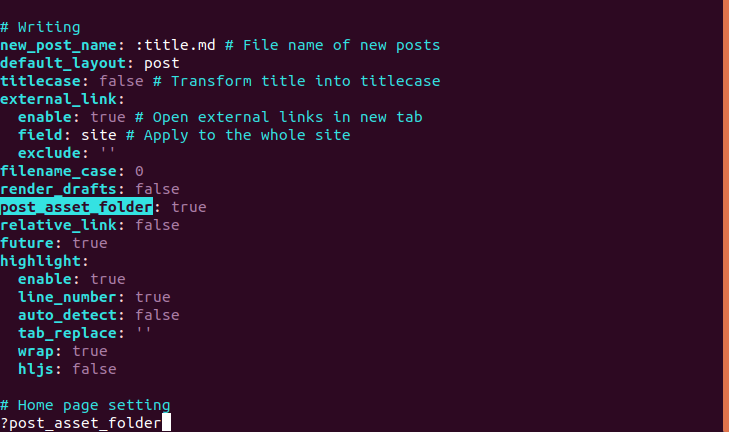 # Writing
new_post_name: :title.md # File name of new posts
default_layout: post
titlecase: false # Transform title into titlecase
external_link:
  enable: true # Open external links in new tab
  field: site # Apply to the whole site
  exclude: ''
filename_case: 0
render_drafts: false
post_asset_folder: true
relative_link: false
future: true
highlight:
  enable: true
  line_number: true
  auto_detect: false
  tab_replace: ''
  wrap: true
  hljs: false

# Home page setting
?post_asset_folder